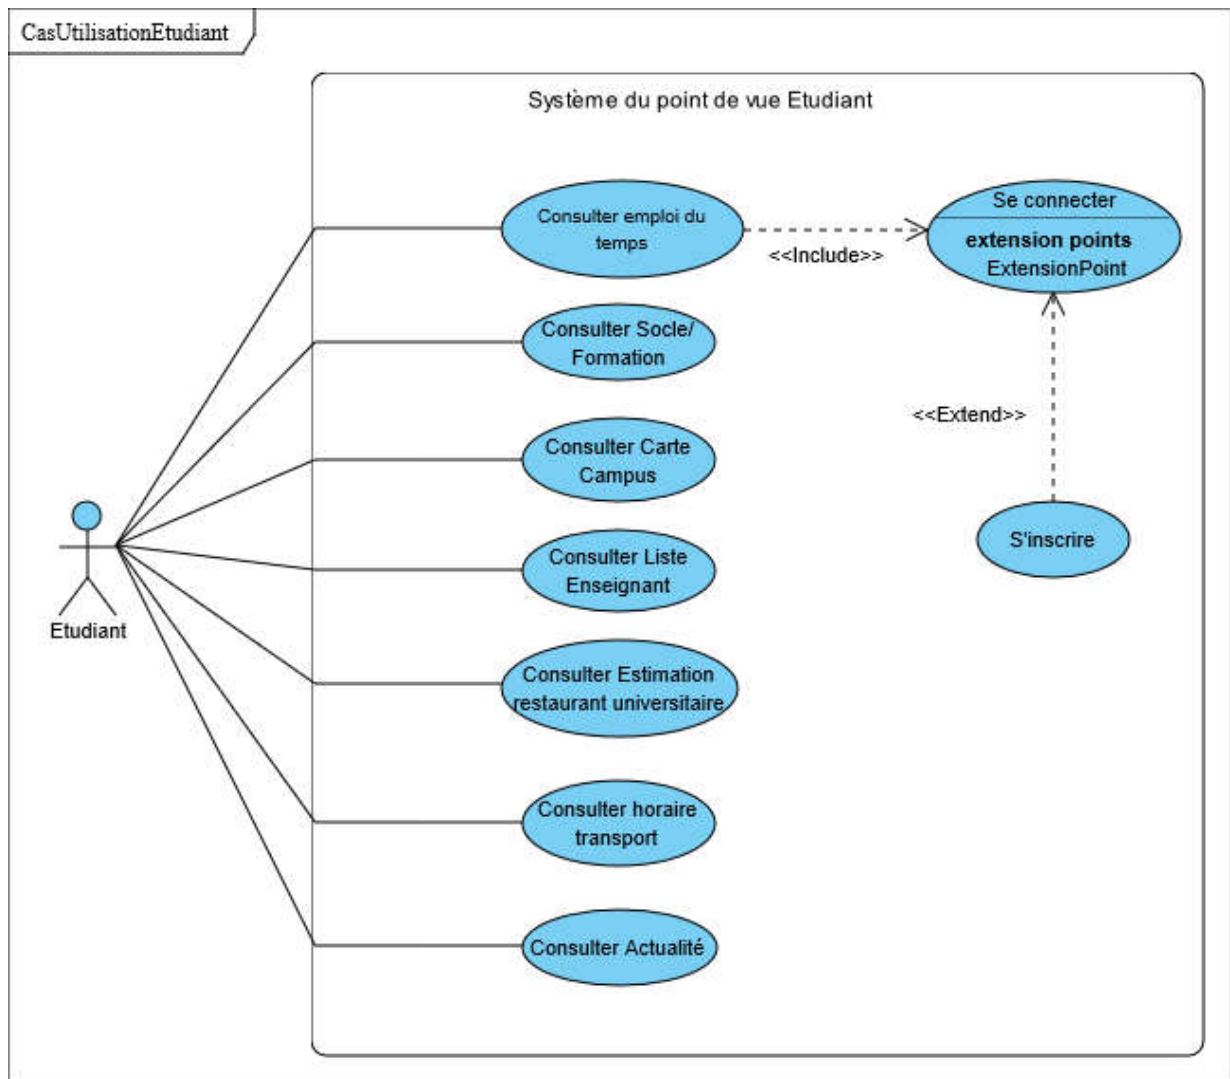 CasUtilisationEtudiant
Système du point de vue Etudiant
Consulter emploi du
temps
<<Include>>
Se connecter
extension points
ExtensionPoint
Consulter Socle/
Formation
<<Extend>>
Consulter Carte
Campus
S'inscrire
Consulter Liste
Enseignant
Etudiant
Consulter Estimation
restaurant universitaire
Consulter horaire
transport
Consulter Actualité